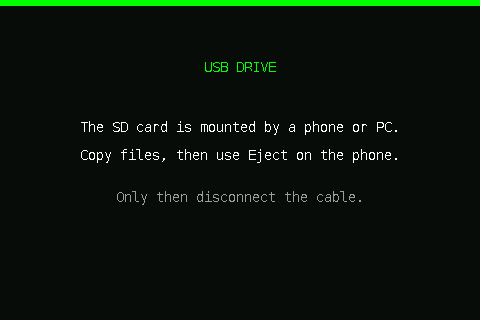 USB DRIVE
The SD card is mounted by a phone or PC.
Copy files, then use Eject on the phone.
Only then disconnect the cable.